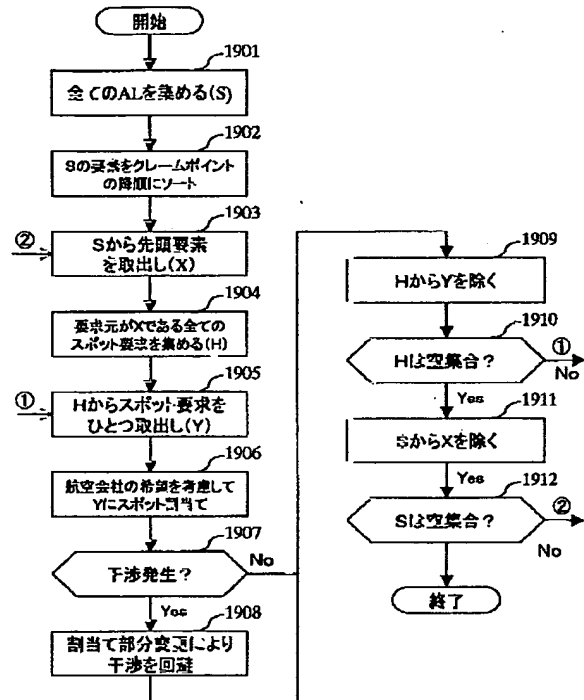 開始
1901
全てのALを集める(S)
1902
Sの要素をクレームポイント
の降順にソート
1903
②
Sから先頭要素
を取出し(X)
1904
要求元がXである全ての
スポット要求を集める(H)
1905
①
Hからスポット要求を
ひとつ取出し(Y)
1906
航空会社の希望を考慮して
Yにスポット割当て
1907
干渉発生?
No
Yes
1908
割当て部分変更により
干渉を回避
1909
HからYを除く
1910
Hは空集合?
①
No
Yes
1911
SからXを除く
Yes
1912
Sは空集合?
②
No
終了